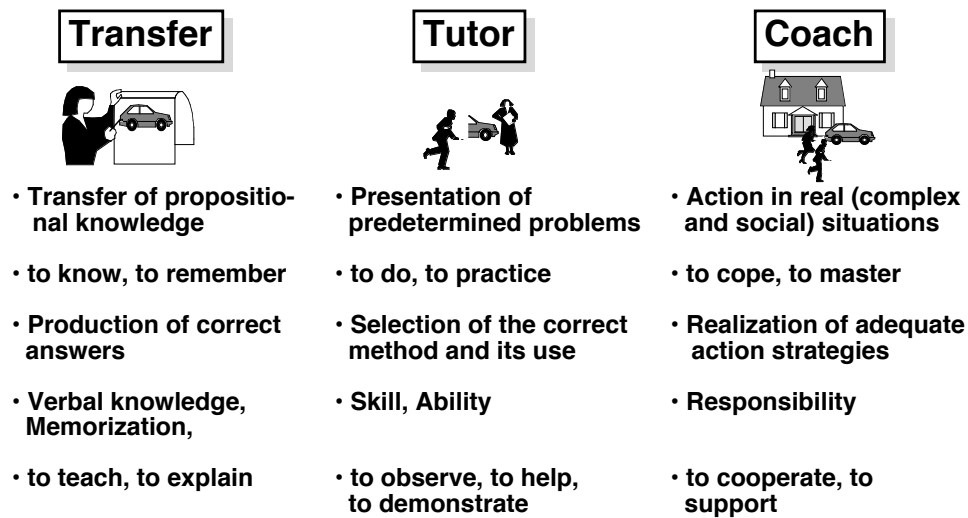 Transfer
• Transfer of propositio-
nal knowledge
• to know, to remember
• Production of correct
answers
• Verbal knowledge,
Memorization,
• to teach, to explain
Tutor
• Presentation of
predetermined problems
• to do, to practice
• Selection of the correct
method and its use
• Skill, Ability
• to observe, to help,
to demonstrate
Coach
• Action in real (complex
and social) situations
• to cope, to master
• Realization of adequate
action strategies
• Responsibility
• to cooperate, to
support